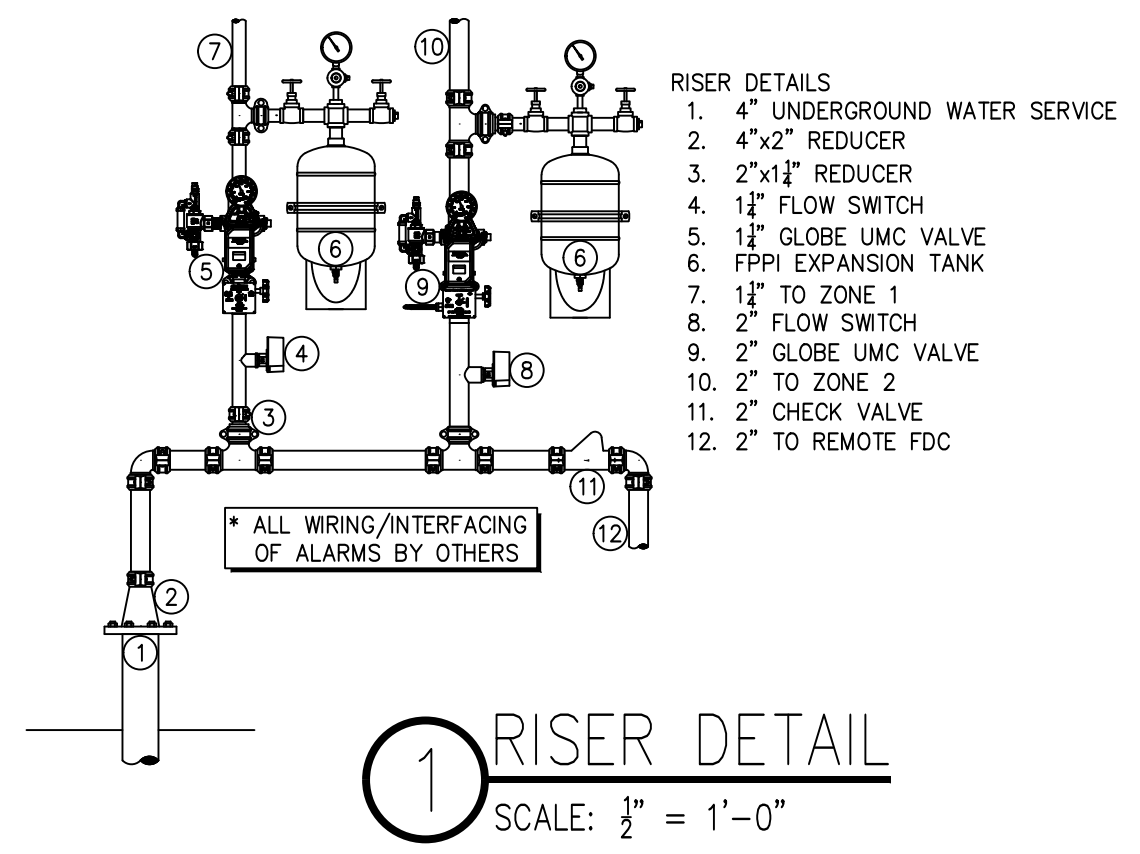 7
10
RISER DETAILS
1. 4" UNDERGROUND WATER SERVICE
2. 4"x2" REDUCER
3. 2"x1¼" REDUCER
4. 1¼" FLOW SWITCH
5. 1¼" GLOBE UMC VALVE
6. FPPI EXPANSION TANK
7. 1¼" TO ZONE 1
8. 2" FLOW SWITCH
9. 2" GLOBE UMC VALVE
10. 2" TO ZONE 2
11. 2" CHECK VALVE
12. 2" TO REMOTE FDC
6
6
5
9
4
8
3
11
12
* ALL WIRING/INTERFACING
OF ALARMS BY OTHERS
2
1
1
RISER DETAIL
SCALE: ½" = 1'-0"